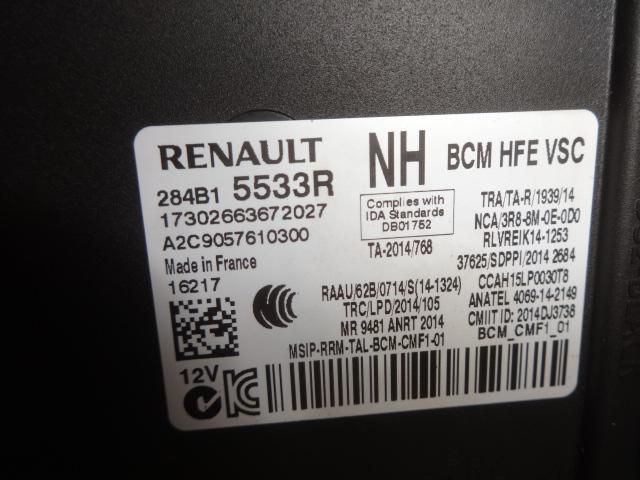 RENAULT
284B1 5533R
17302663672027
A2C9057610300
Made in France
16217
12V
NH
Complies with
IDA Standards
DB01752
TA-2014/768
BCM HFE VSC
TRA/TA-R/1939/14
NCA/3R8-8M-0E-0D0
RLVREIK14-1253
37625/SDPPI/2014 2684
CCAH15LP0030T8
ANATEL 4069-14-2149
CMIIT ID: 2014DJ3738
BCM_CMF1_01
RAAU/62B/0714/S(14-1324)
TRC/LPD/2014/105
MR 9481 ANRT 2014
MSIP-RRM-TAL-BCM-CMF1-01